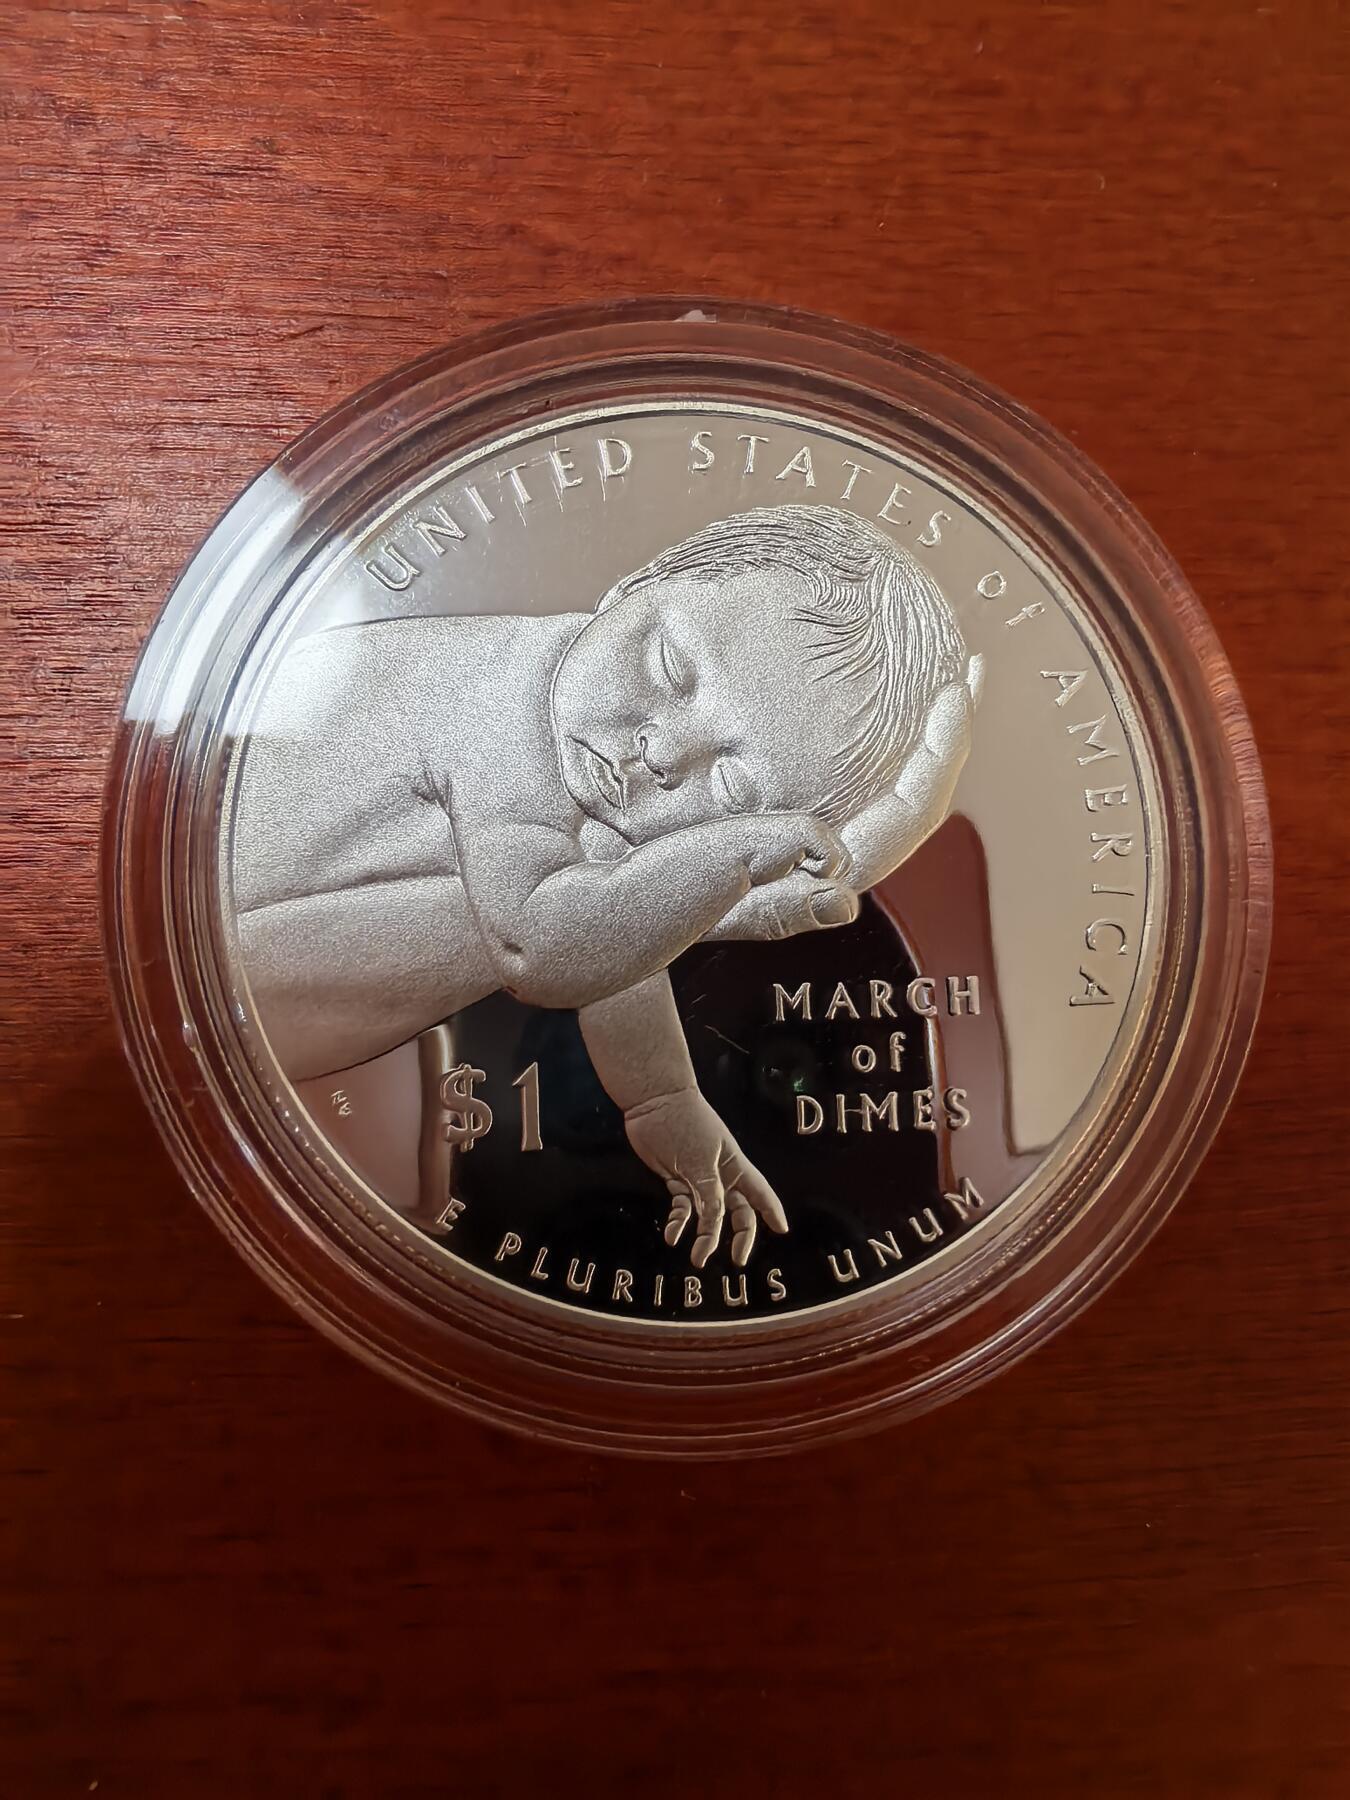 UNITED STATES of AMERICA
MARCH
of
DIMES
$1
E PLURIBUS UNUM